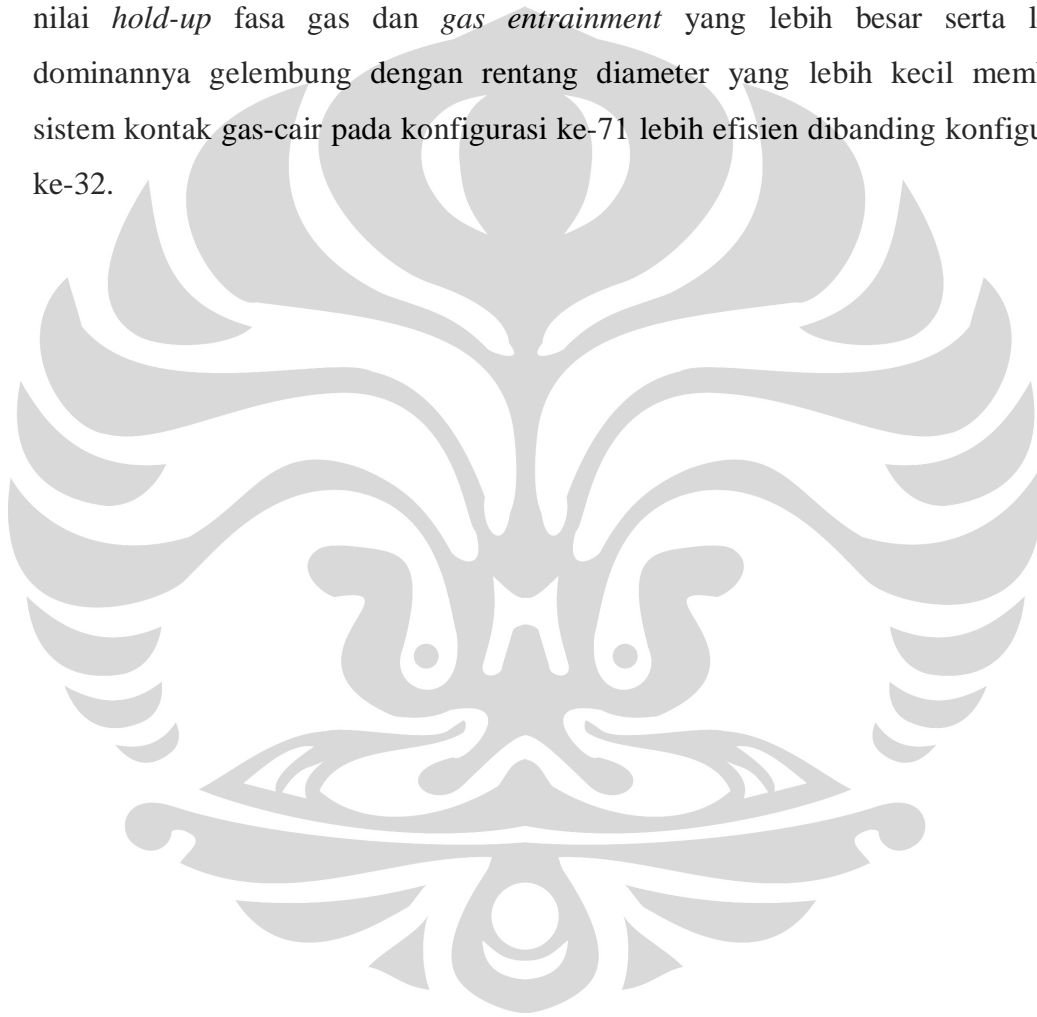 nilai hold-up fasa gas dan gas entrainment yang lebih besar serta
dominannya gelembung dengan rentang diameter yang lebih kecil
sistem kontak gas-cair pada konfigurasi ke-71 lebih efisien dibanding
ke-32.